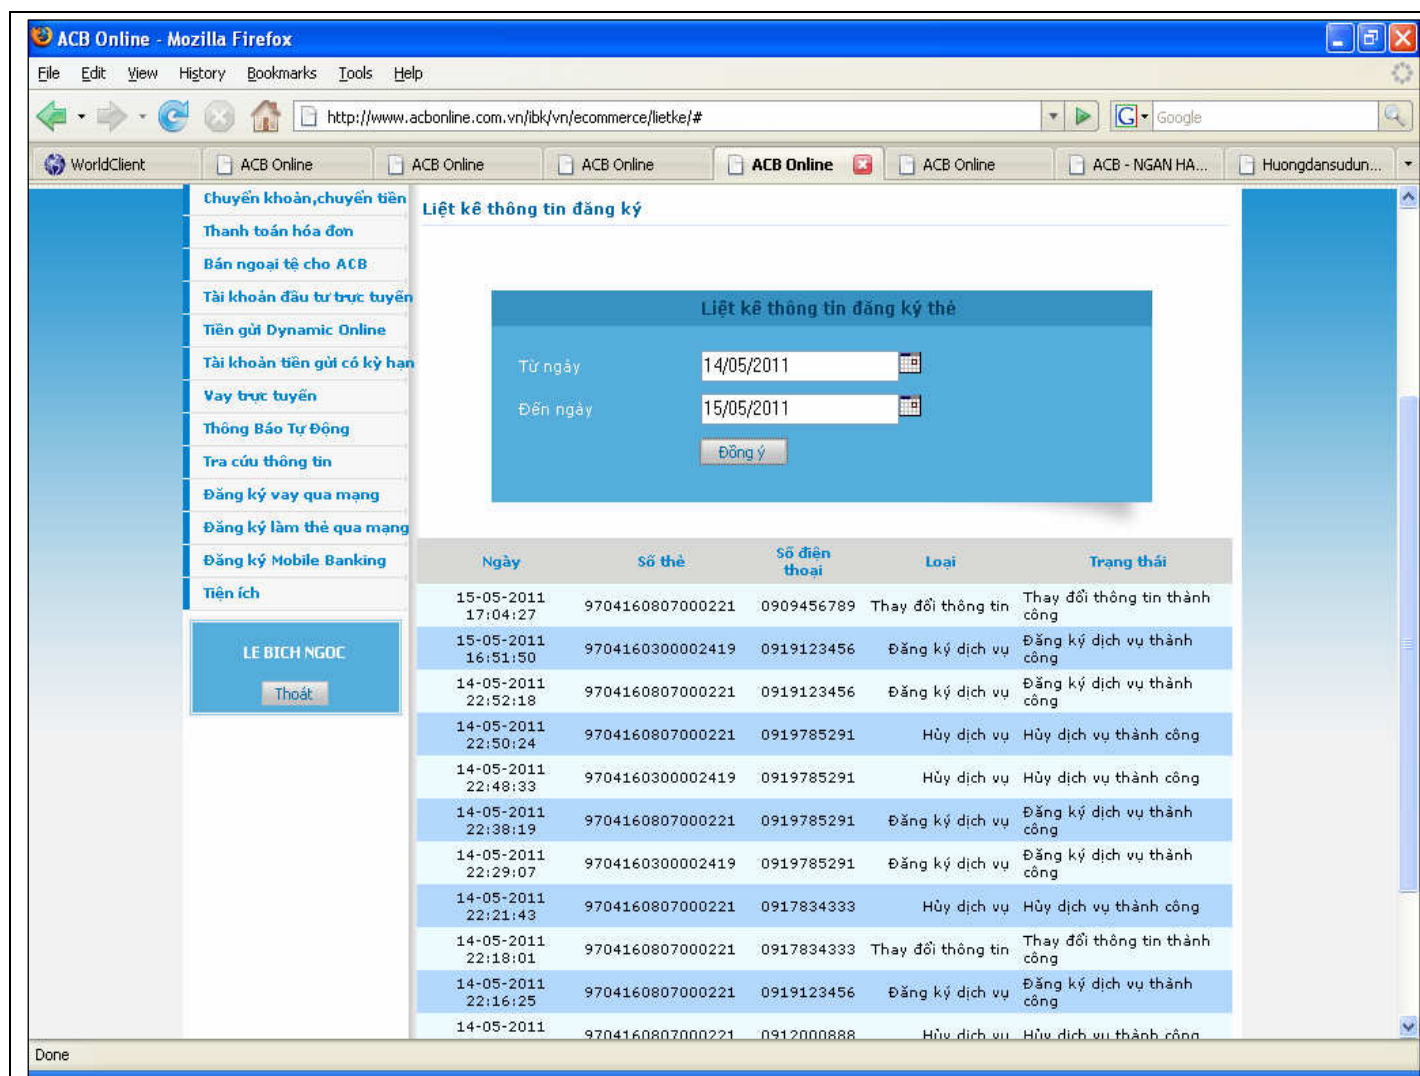 ACB Online - Mozilla Firefox
File Edit View History Bookmarks Tools Help
http://www.acbonline.com.vn/ibk/vn/ecommerce/lietke/#
G Google
WorldClient ACB Online ACB Online ACB Online ACB Online ACB Online ACB - NGAN HA... Huongdansudun...
Chuyển khoản,chuyển tiền
Thanh toán hóa đơn
Bán ngoại tệ cho ACB
Tài khoản đầu tư trực tuyến
Tiền gửi Dynamic Online
Tài khoản tiền gửi có kỳ hạn
Vay trực tuyến
Thông Báo Tự Động
Tra cứu thông tin
Đăng ký vay qua mạng
Đăng ký làm thẻ qua mạng
Đăng ký Mobile Banking
Tiện ích
LE BICH NGOC
Thoát
Liệt kê thông tin đăng ký
Liệt kê thông tin đăng ký thẻ
Từ ngày 14/05/2011
Đến ngày 15/05/2011
Đồng ý
Ngày Số thẻ Số điện thoại Loại Trạng thái
15-05-2011 17:04:27 9704160807000221 0909456789 Thay đổi thông tin Thay đổi thông tin thành công
15-05-2011 16:51:50 9704160300002419 0919123456 Đăng ký dịch vụ Đăng ký dịch vụ thành công
14-05-2011 22:52:18 9704160807000221 0919123456 Đăng ký dịch vụ Đăng ký dịch vụ thành công
14-05-2011 22:50:24 9704160807000221 0919785291 Hủy dịch vụ Hủy dịch vụ thành công
14-05-2011 22:48:33 9704160300002419 0919785291 Hủy dịch vụ Hủy dịch vụ thành công
14-05-2011 22:38:19 9704160807000221 0919785291 Đăng ký dịch vụ Đăng ký dịch vụ thành công
14-05-2011 22:29:07 9704160300002419 0919785291 Đăng ký dịch vụ Đăng ký dịch vụ thành công
14-05-2011 22:21:43 9704160807000221 0917834333 Hủy dịch vụ Hủy dịch vụ thành công
14-05-2011 22:18:01 9704160807000221 0917834333 Thay đổi thông tin Thay đổi thông tin thành công
14-05-2011 22:16:25 9704160807000221 0919123456 Đăng ký dịch vụ Đăng ký dịch vụ thành công
14-05-2011 9704160807000221 0912000888 Hủy dịch vụ Hủy dịch vụ thành công
Done